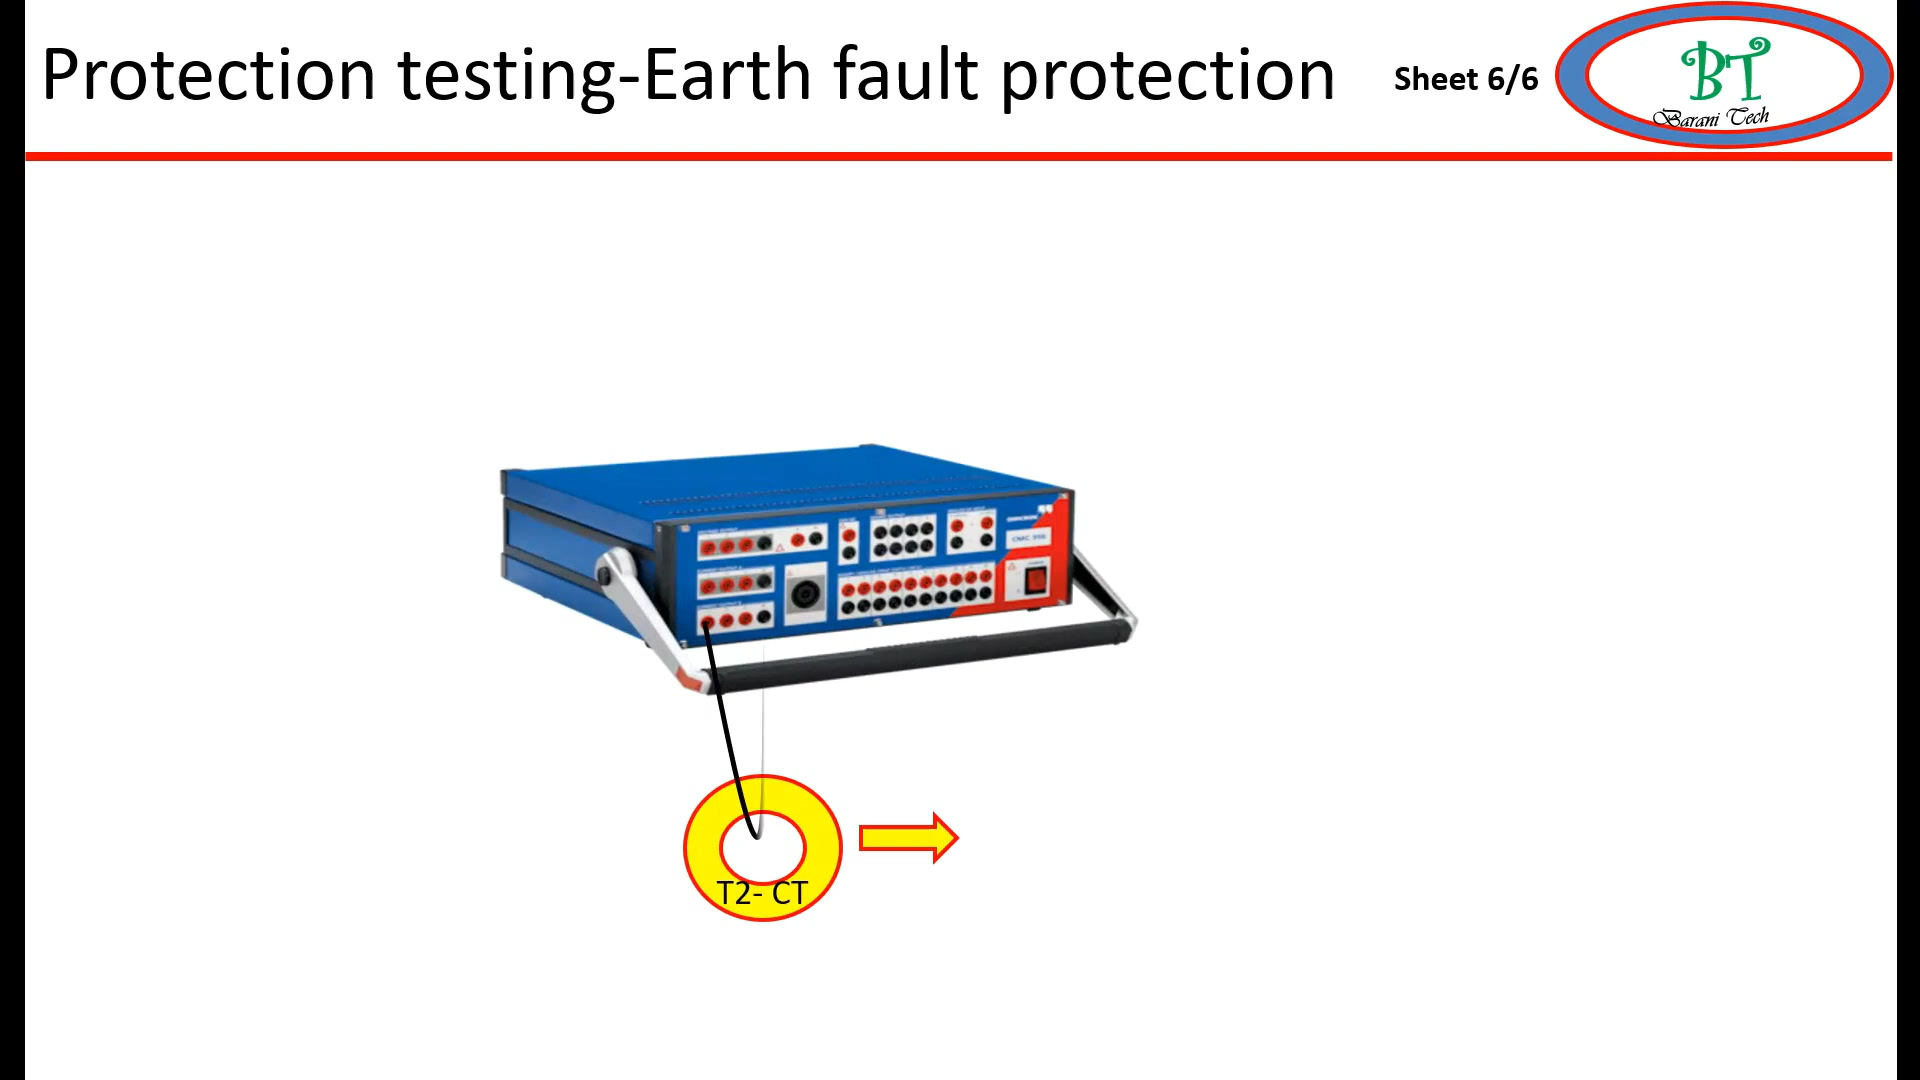 Protection testing-Earth fault protection
Sheet 6/6
BT
Barani Tech
T2- CT